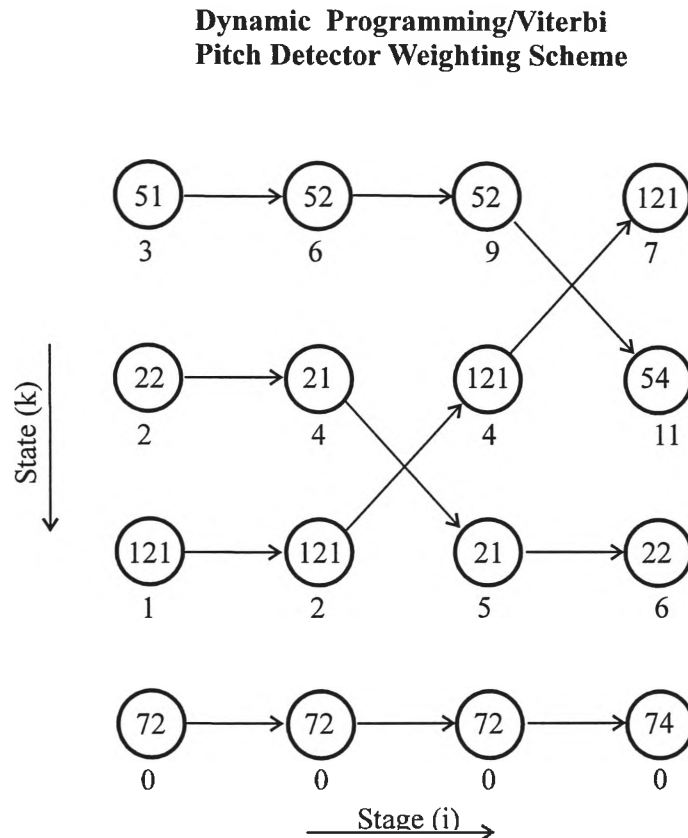 Dynamic Programming/Viterbi
Pitch Detector Weighting Scheme
51 52 52 121
3 6 9 7
22 21 121 54
2 4 4 11
State (k)
121 121 21 22
1 2 5 6
72 72 72 74
0 0 0 0
Stage (i)